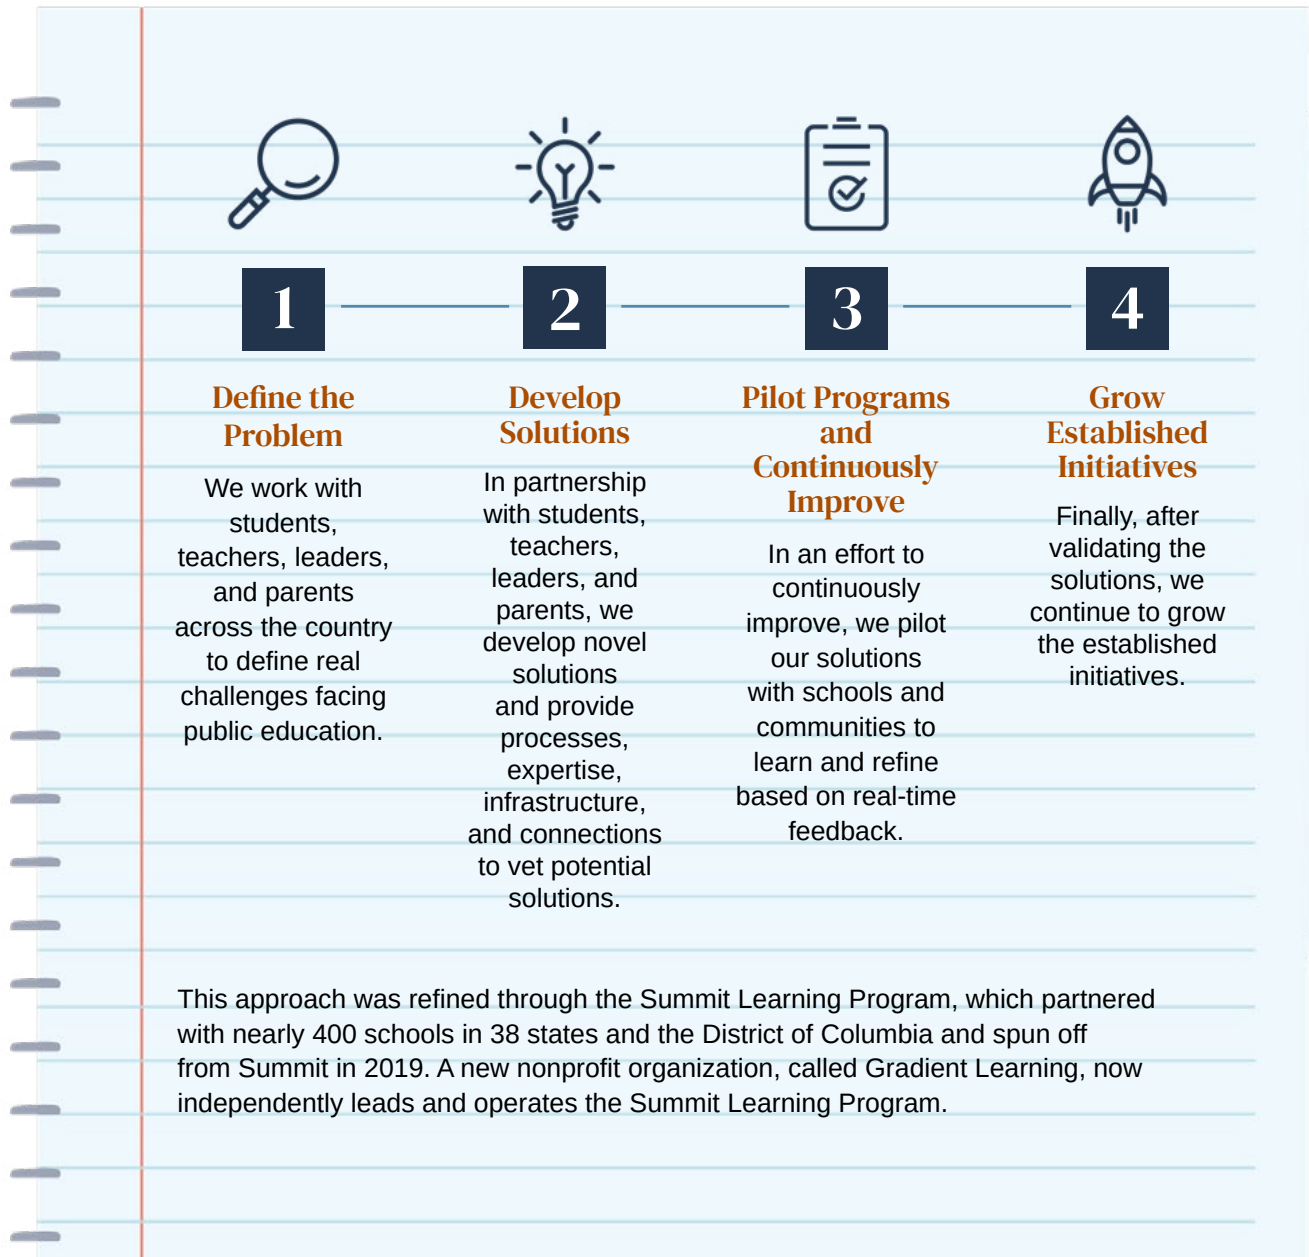 1
2
3
4
Define the
Problem
We work with
students,
teachers, leaders,
and parents
across the country
to define real
challenges facing
public education.
Develop
Solutions
In partnership
with students,
teachers,
leaders, and
parents, we
develop novel
solutions
and provide
processes,
expertise,
infrastructure,
and connections
to vet potential
solutions.
Pilot Programs
and
Continuously
Improve
In an effort to
continuously
improve, we pilot
our solutions
with schools and
communities to
learn and refine
based on real-time
feedback.
Grow
Established
Initiatives
Finally, after
validating the
solutions, we
continue to grow
the established
initiatives.
This approach was refined through the Summit Learning Program, which partnered
with nearly 400 schools in 38 states and the District of Columbia and spun off
from Summit in 2019. A new nonprofit organization, called Gradient Learning, now
independently leads and operates the Summit Learning Program.